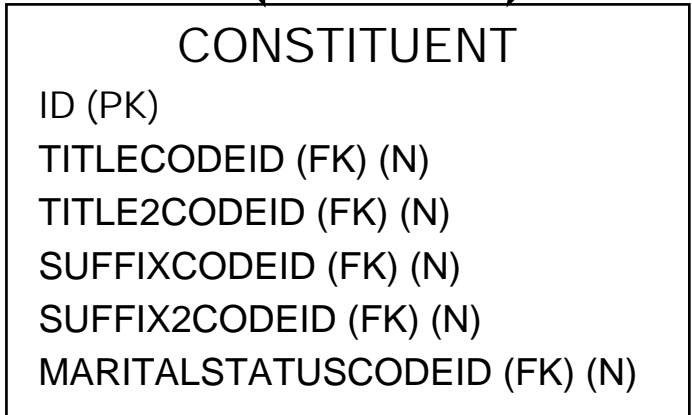 CONSTITUENT
ID (PK)
TITLECODEID (FK) (N)
TITLE2CODEID (FK) (N)
SUFFIXCODEID (FK) (N)
SUFFIX2CODEID (FK) (N)
MARITALSTATUSCODEID (FK) (N)